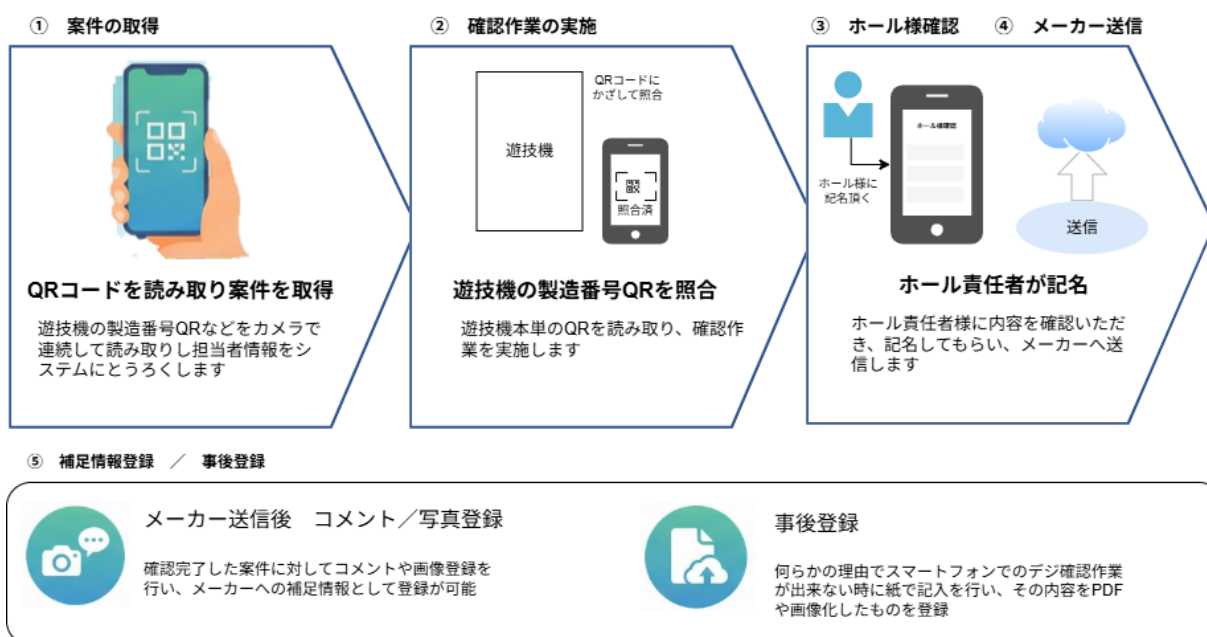 ① 案件の取得
② 確認作業の実施
③ ホール様確認 ④ メーカー送信
QRコードに
かざして照合
遊技機
照合済
ホール様確認
ホール様に
記名頂く
送信
QRコードを読み取り案件を取得
遊技機の製造番号QRなどをカメラで
連続して読み取りし担当者情報をシ
ステムにとうろくします
遊技機の製造番号QRを照合
遊技機本単のQRを読み取り、確認作
業を実施します
ホール責任者が記名
ホール責任者様に内容を確認いただ
き、記名してもらい、メーカーへ送
信します
⑤ 補足情報登録 ／ 事後登録
メーカー送信後 コメント／写真登録
確認完了した案件に対してコメントや画像登録を
行い、メーカーへの補足情報として登録が可能
事後登録
何らかの理由でスマートフォンでのデジ確認作業
が出来ない時に紙で記入を行い、その内容をPDF
や画像化したものを登録